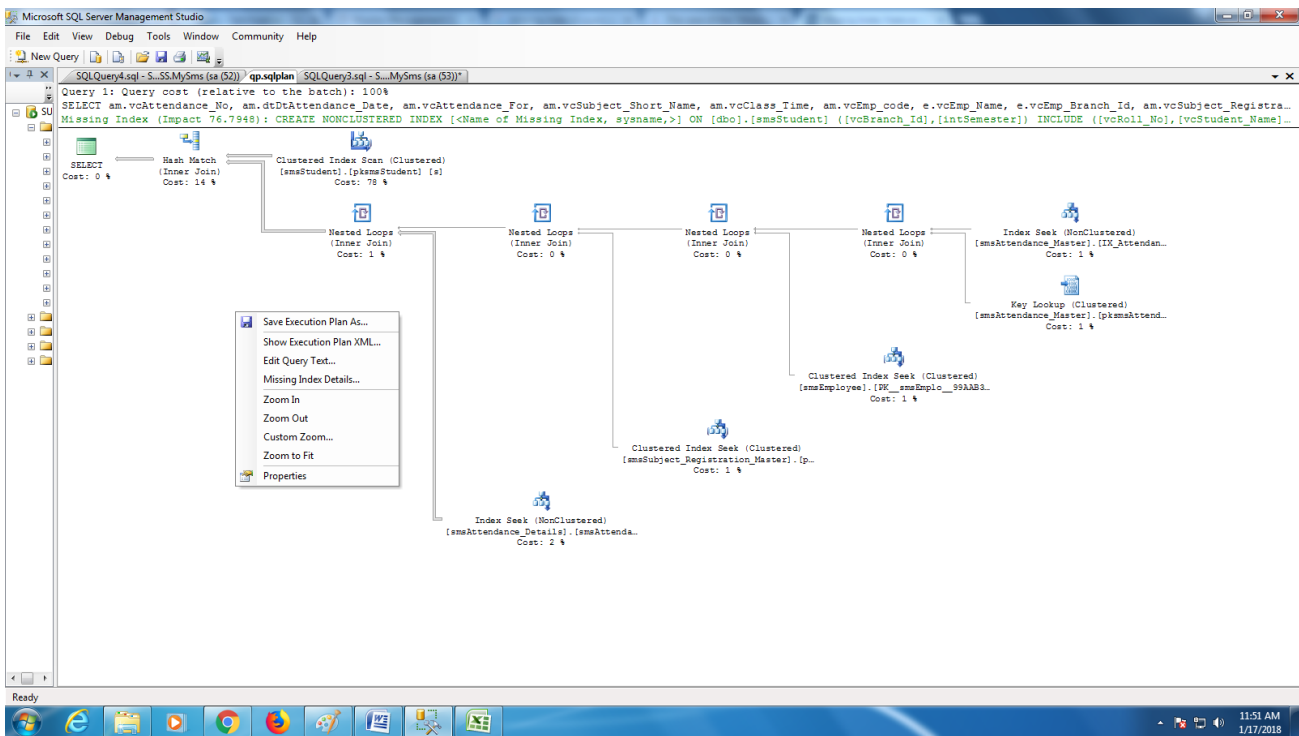 Microsoft SQL Server Management Studio
File Edit View Debug Tools Window Community Help
New Query
SQLQuery4.sql - S...SS.MySms (sa (52)) qp.sqlplan SQLQuery3.sql - S....MySms (sa (53))*
Query 1: Query cost (relative to the batch): 100%
SELECT am.vcAttendance_No, am.dtDtAttendance_Date, am.vcAttendance_For, am.vcSubject_Short_Name, am.vcClass_Time, am.vcEmp_code, e.vcEmp_Name, e.vcEmp_Branch_Id, am.vcSubject_Registra...
Missing Index (Impact 76.7948): CREATE NONCLUSTERED INDEX [<Name of Missing Index, sysname,>] ON [dbo].[smsStudent] ([vcBranch_Id],[intSemester]) INCLUDE ([vcRoll_No],[vcStudent_Name]...
SU
SELECT
Cost: 0 %
Hash Match
(Inner Join)
Cost: 14 %
Clustered Index Scan (Clustered)
[smsStudent].[pksmsStudent] [s]
Cost: 78 %
Nested Loops
(Inner Join)
Cost: 1 %
Nested Loops
(Inner Join)
Cost: 0 %
Nested Loops
(Inner Join)
Cost: 0 %
Nested Loops
(Inner Join)
Cost: 0 %
Index Seek (NonClustered)
[smsAttendance_Master].[IX_Attendan...
Cost: 1 %
Key Lookup (Clustered)
[smsAttendance_Master].[pksmsAttend...
Cost: 1 %
Clustered Index Seek (Clustered)
[smsEmployee].[PK__smsEmplo__99AAB3...
Cost: 1 %
Clustered Index Seek (Clustered)
[smsSubject_Registration_Master].[p...
Cost: 1 %
Index Seek (NonClustered)
[smsAttendance_Details].[smsAttenda...
Cost: 2 %
Save Execution Plan As...
Show Execution Plan XML...
Edit Query Text...
Missing Index Details...
Zoom In
Zoom Out
Custom Zoom...
Zoom to Fit
Properties
Ready
11:51 AM
1/17/2018